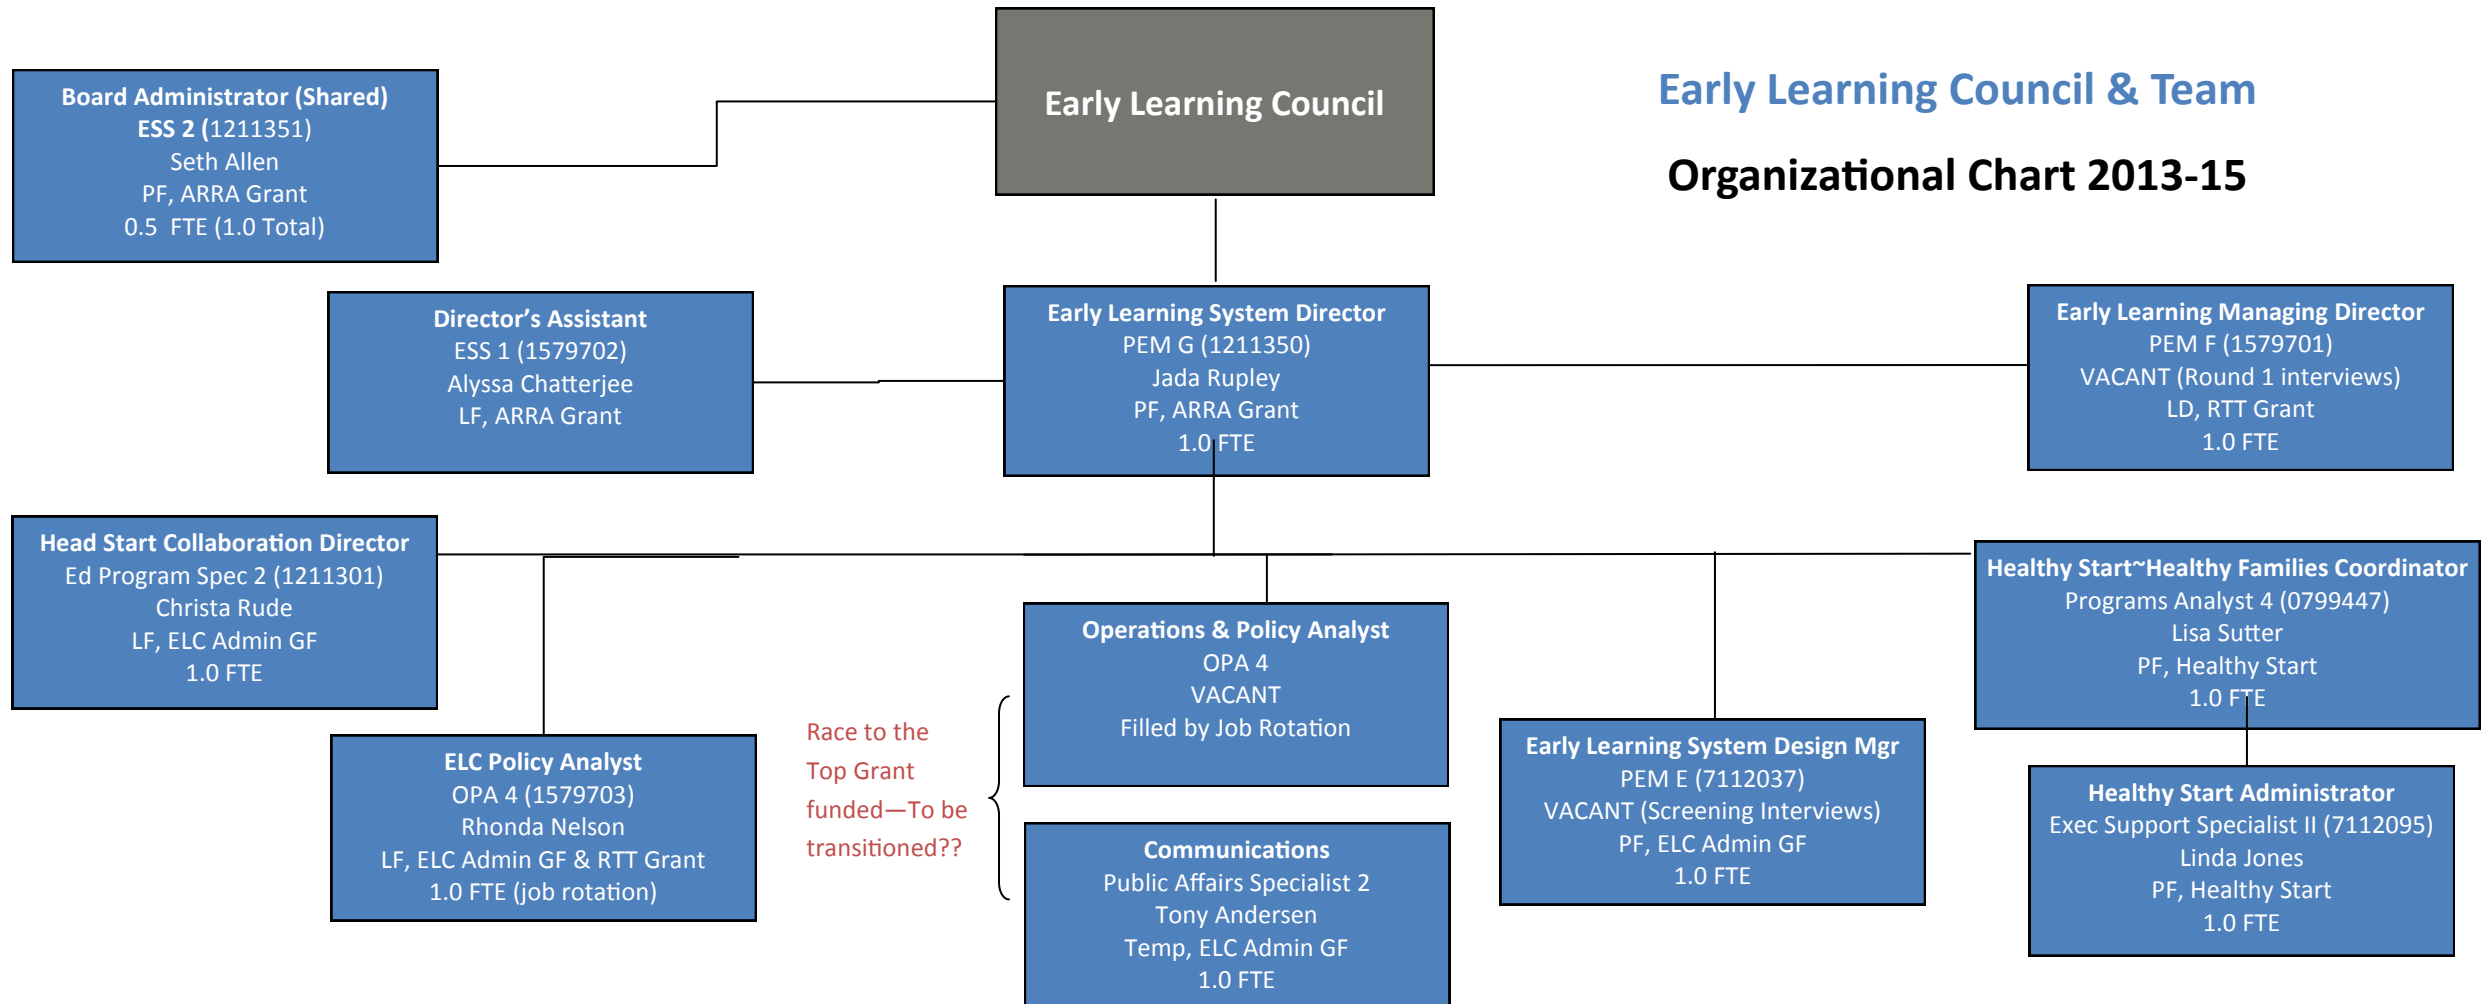 Early Learning Council & Team
Organizational Chart 2013-15
Early Learning Council
Board Administrator (Shared)
ESS 2 (1211351)
Seth Allen
PF, ARRA Grant
0.5 FTE (1.0 Total)
Director’s Assistant
ESS 1 (1579702)
Alyssa Chatterjee
LF, ARRA Grant
Early Learning System Director
PEM G (1211350)
Jada Rupley
PF, ARRA Grant
1.0 FTE
Early Learning Managing Director
PEM F (1579701)
VACANT (Round 1 interviews)
LD, RTT Grant
1.0 FTE
Head Start Collaboration Director
Ed Program Spec 2 (1211301)
Christa Rude
LF, ELC Admin GF
1.0 FTE
ELC Policy Analyst
OPA 4 (1579703)
Rhonda Nelson
LF, ELC Admin GF & RTT Grant
1.0 FTE (job rotation)
Race to the
Top Grant
funded—To be
transitioned??
Operations & Policy Analyst
OPA 4
VACANT
Filled by Job Rotation
Communications
Public Affairs Specialist 2
Tony Andersen
Temp, ELC Admin GF
1.0 FTE
Early Learning System Design Mgr
PEM E (7112037)
VACANT (Screening Interviews)
PF, ELC Admin GF
1.0 FTE
Healthy Start~Healthy Families Coordinator
Programs Analyst 4 (0799447)
Lisa Sutter
PF, Healthy Start
1.0 FTE
Healthy Start Administrator
Exec Support Specialist II (7112095)
Linda Jones
PF, Healthy Start
1.0 FTE